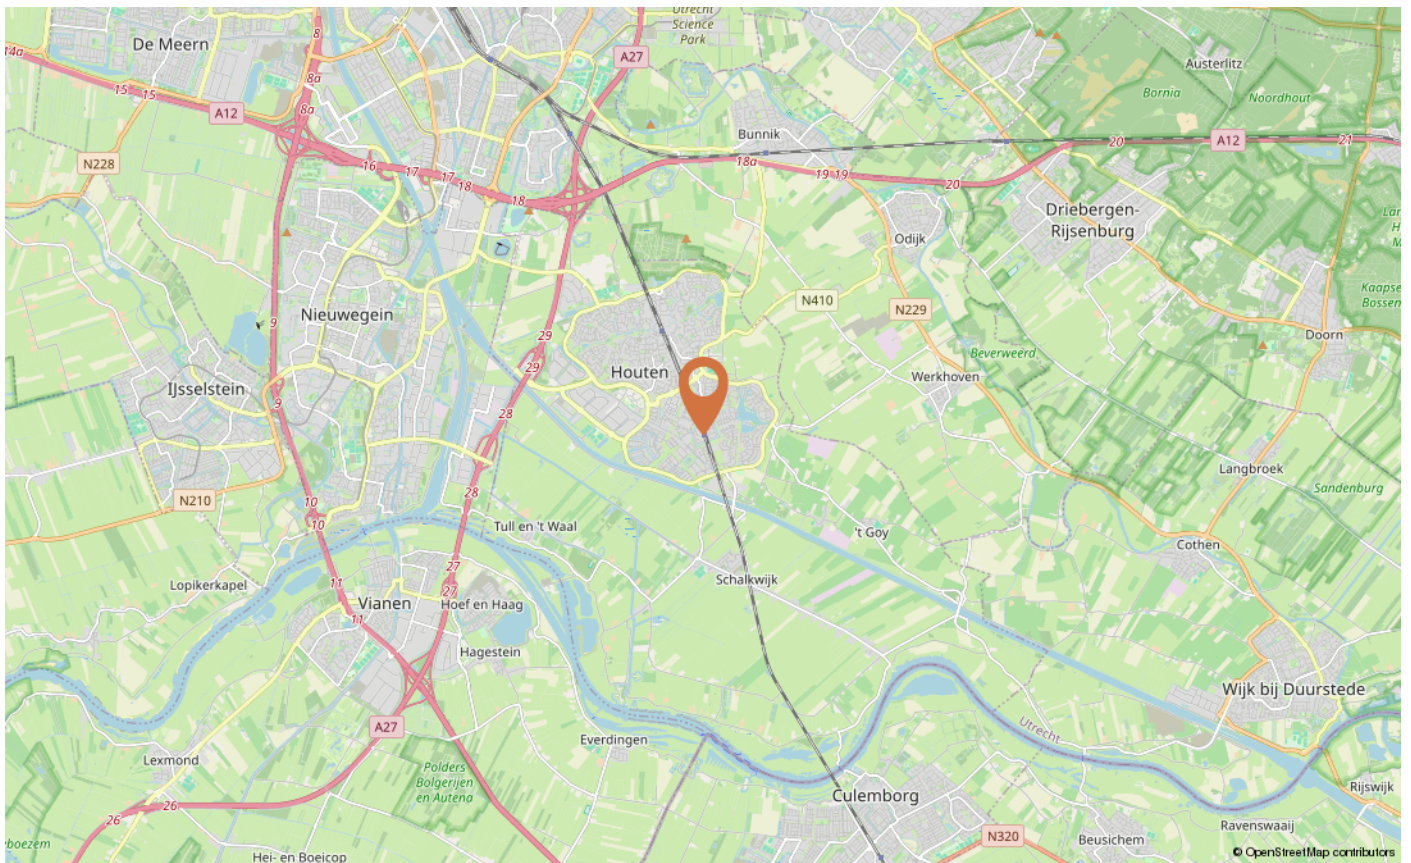 Utrecht
Science
Park
De Meern
8
A27
14a
8a
Austerlitz
15 15
8a
Bornia
Noordhout
A12
Bunnik
N228
16
17
17
18
18
18a
19 19
20
20
A12
21
Driebergen-
Rijsenburg
Odijk
Kaapse
Bossen
Nieuwegein
N410
N229
9
29
Doorn
Beverweerd
29
Houten
Werkhoven
IJsselstein
9
28
Langbroek
N210
10
28
Sandenburg
10
Tull en 't Waal
't Goy
Cothen
27
Lopikerkapel
11
Schalkwijk
27
Vianen
Hoef en Haag
11
Hagestein
Wijk bij Duurstede
A27
Utrecht
Everdingen
Lexmond
Polders
Bolgerijen
en Autena
Rijswijk
Culemborg
26
26
Ravenswaaij
N320
Beusichem
eboezem
Hei- en Boeicop
© OpenStreetMap contributors